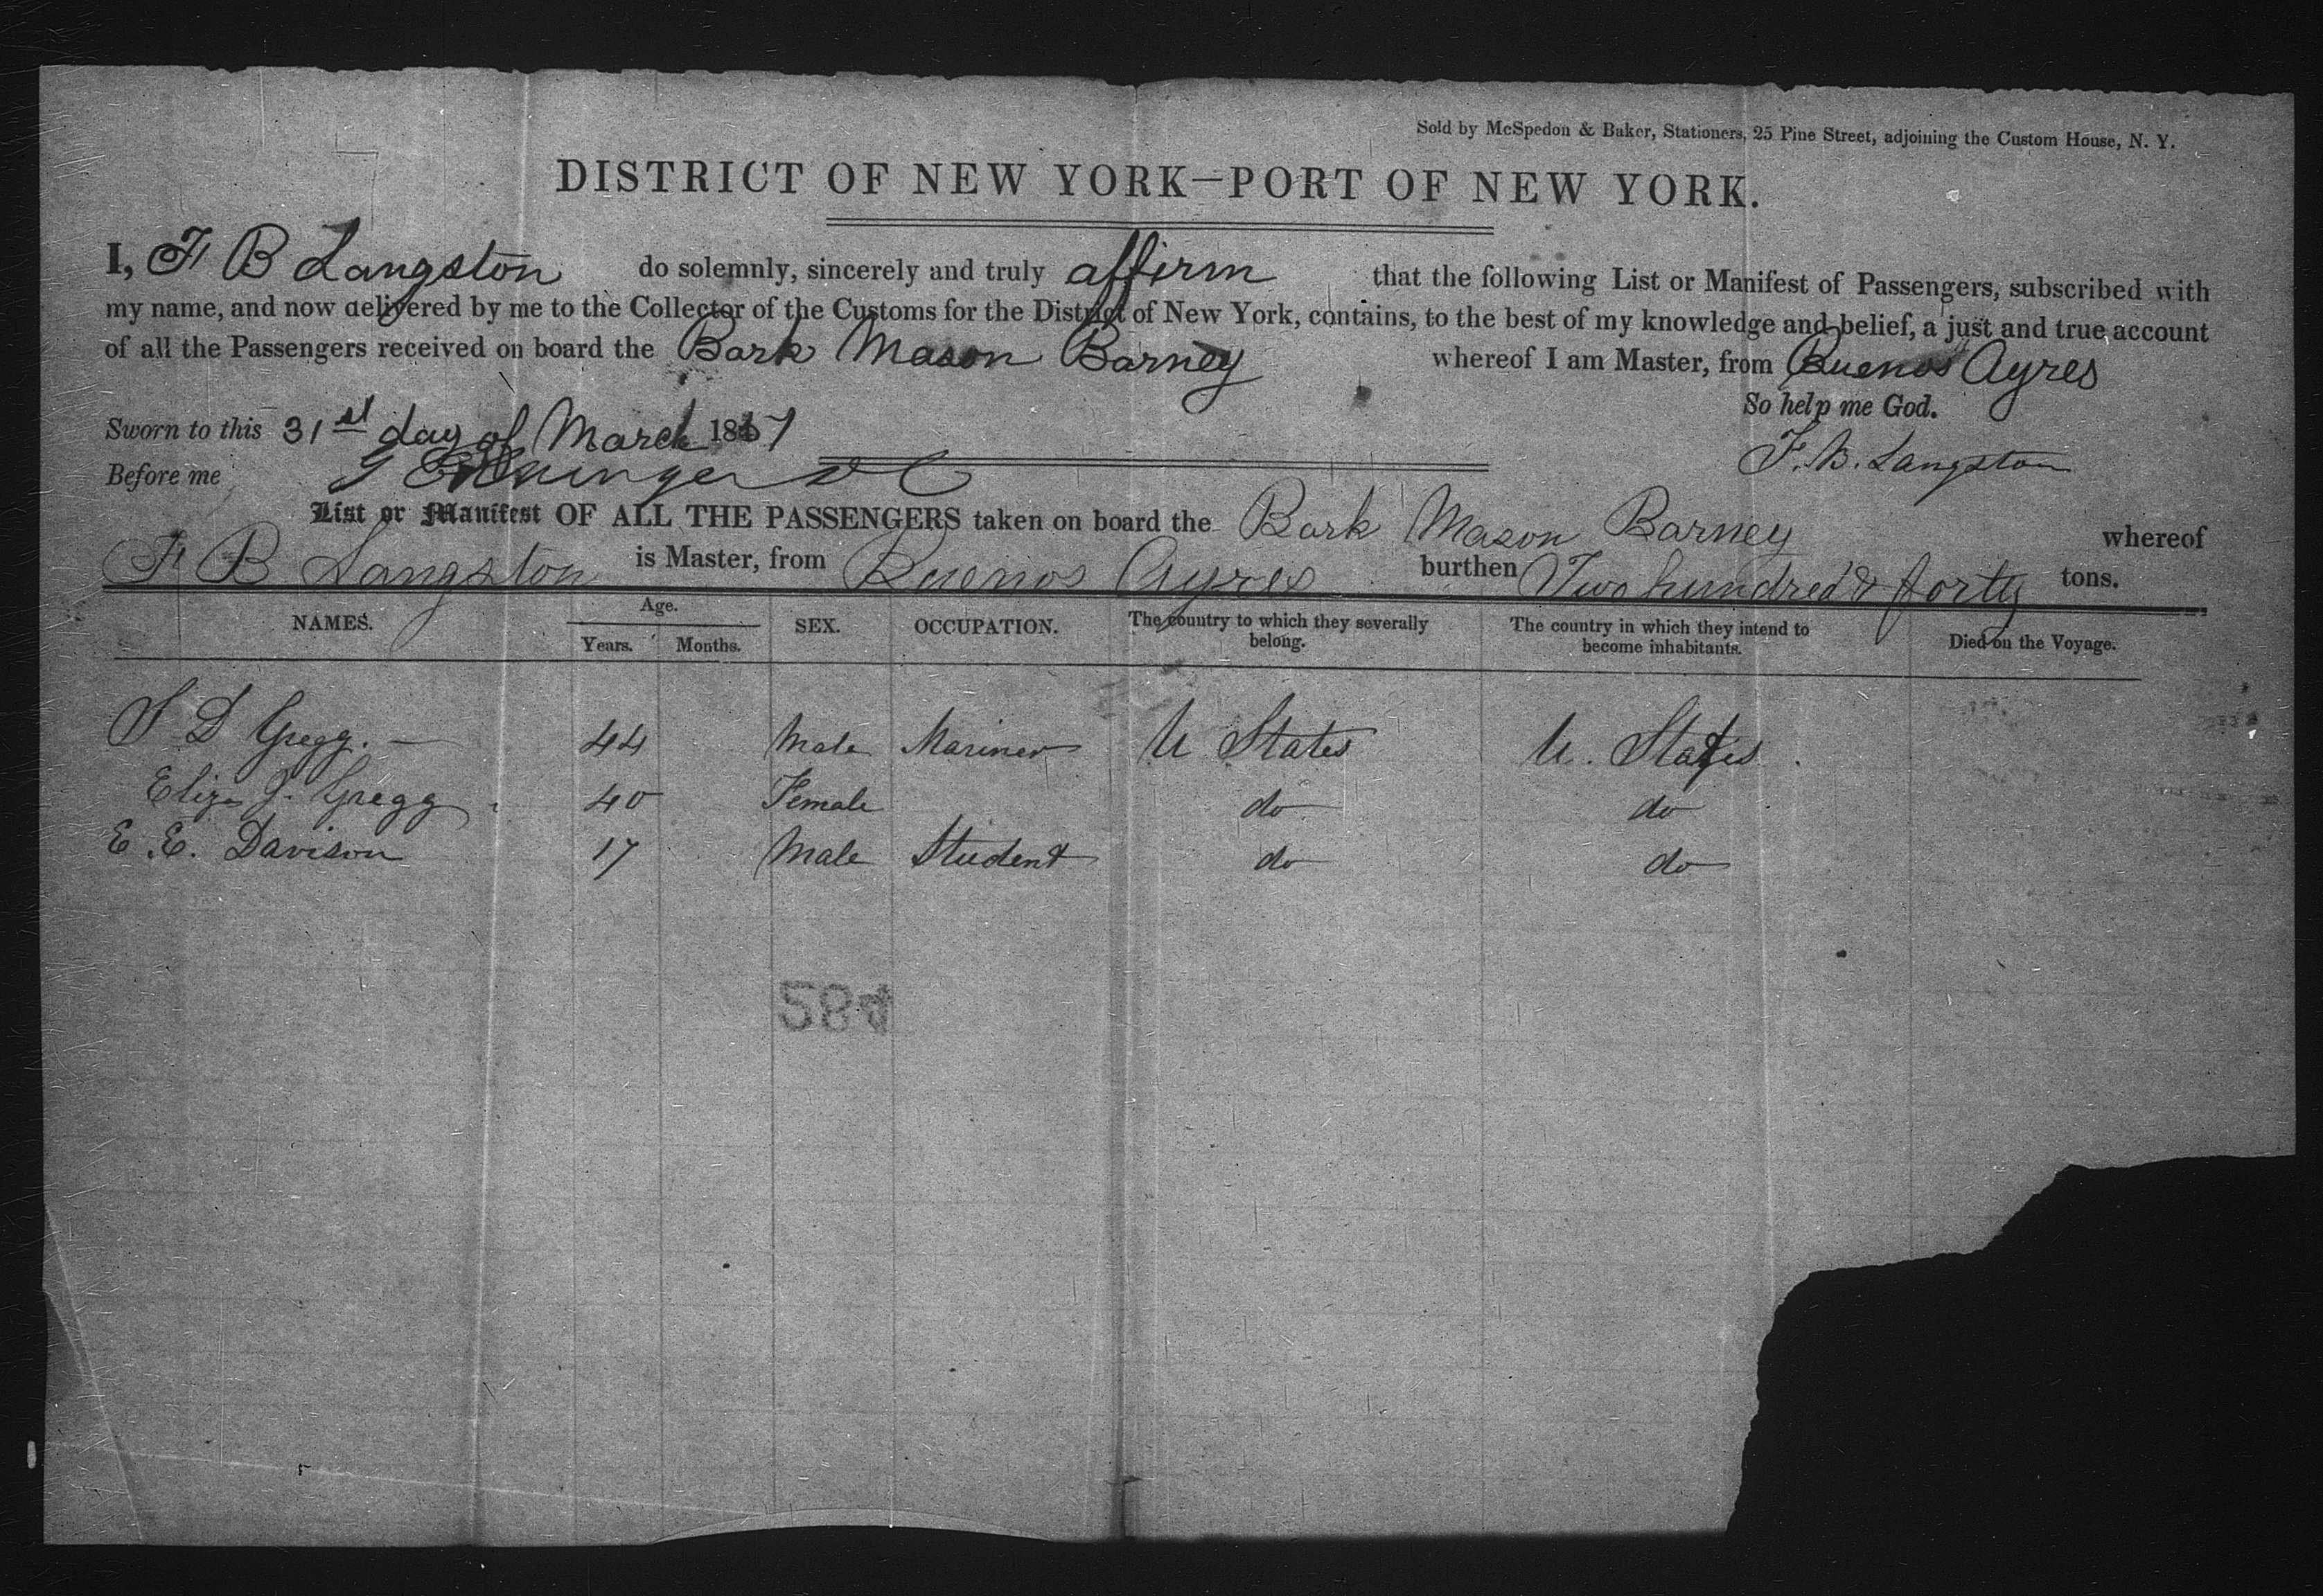 Sold by McSpedon & Baker, Stationers, 25 Pine Street, adjoining the Custom House, N. Y.
DISTRICT OF NEW YORK—PORT OF NEW YORK.
I, F B Langston do solemnly, sincerely and truly affirm that the following List or Manifest of Passengers, subscribed with
my name, and now delivered by me to the Collector of the Customs for the District of New York, contains, to the best of my knowledge and belief, a just and true account
of all the Passengers received on board the Bark Mason Barney whereof I am Master, from Buenos Ayres
So help me God.
Sworn to this 31st day of March 18
F. B. Langston
Before me
List or Manifest OF ALL THE PASSENGERS taken on board the Bark Mason Barney whereof
F B Langston is Master, from Buenos Ayres burthen Two hundred & forty tons.
NAMES. Age. Years. Months. SEX. OCCUPATION. The country to which they severally belong. The country in which they intend to become inhabitants. Died on the Voyage.
S D Gregg. — 44 Male Mariner U States U. States
Eliza J. Gregg 40 Female do do
E. E. Davison 17 Male Student do do
584